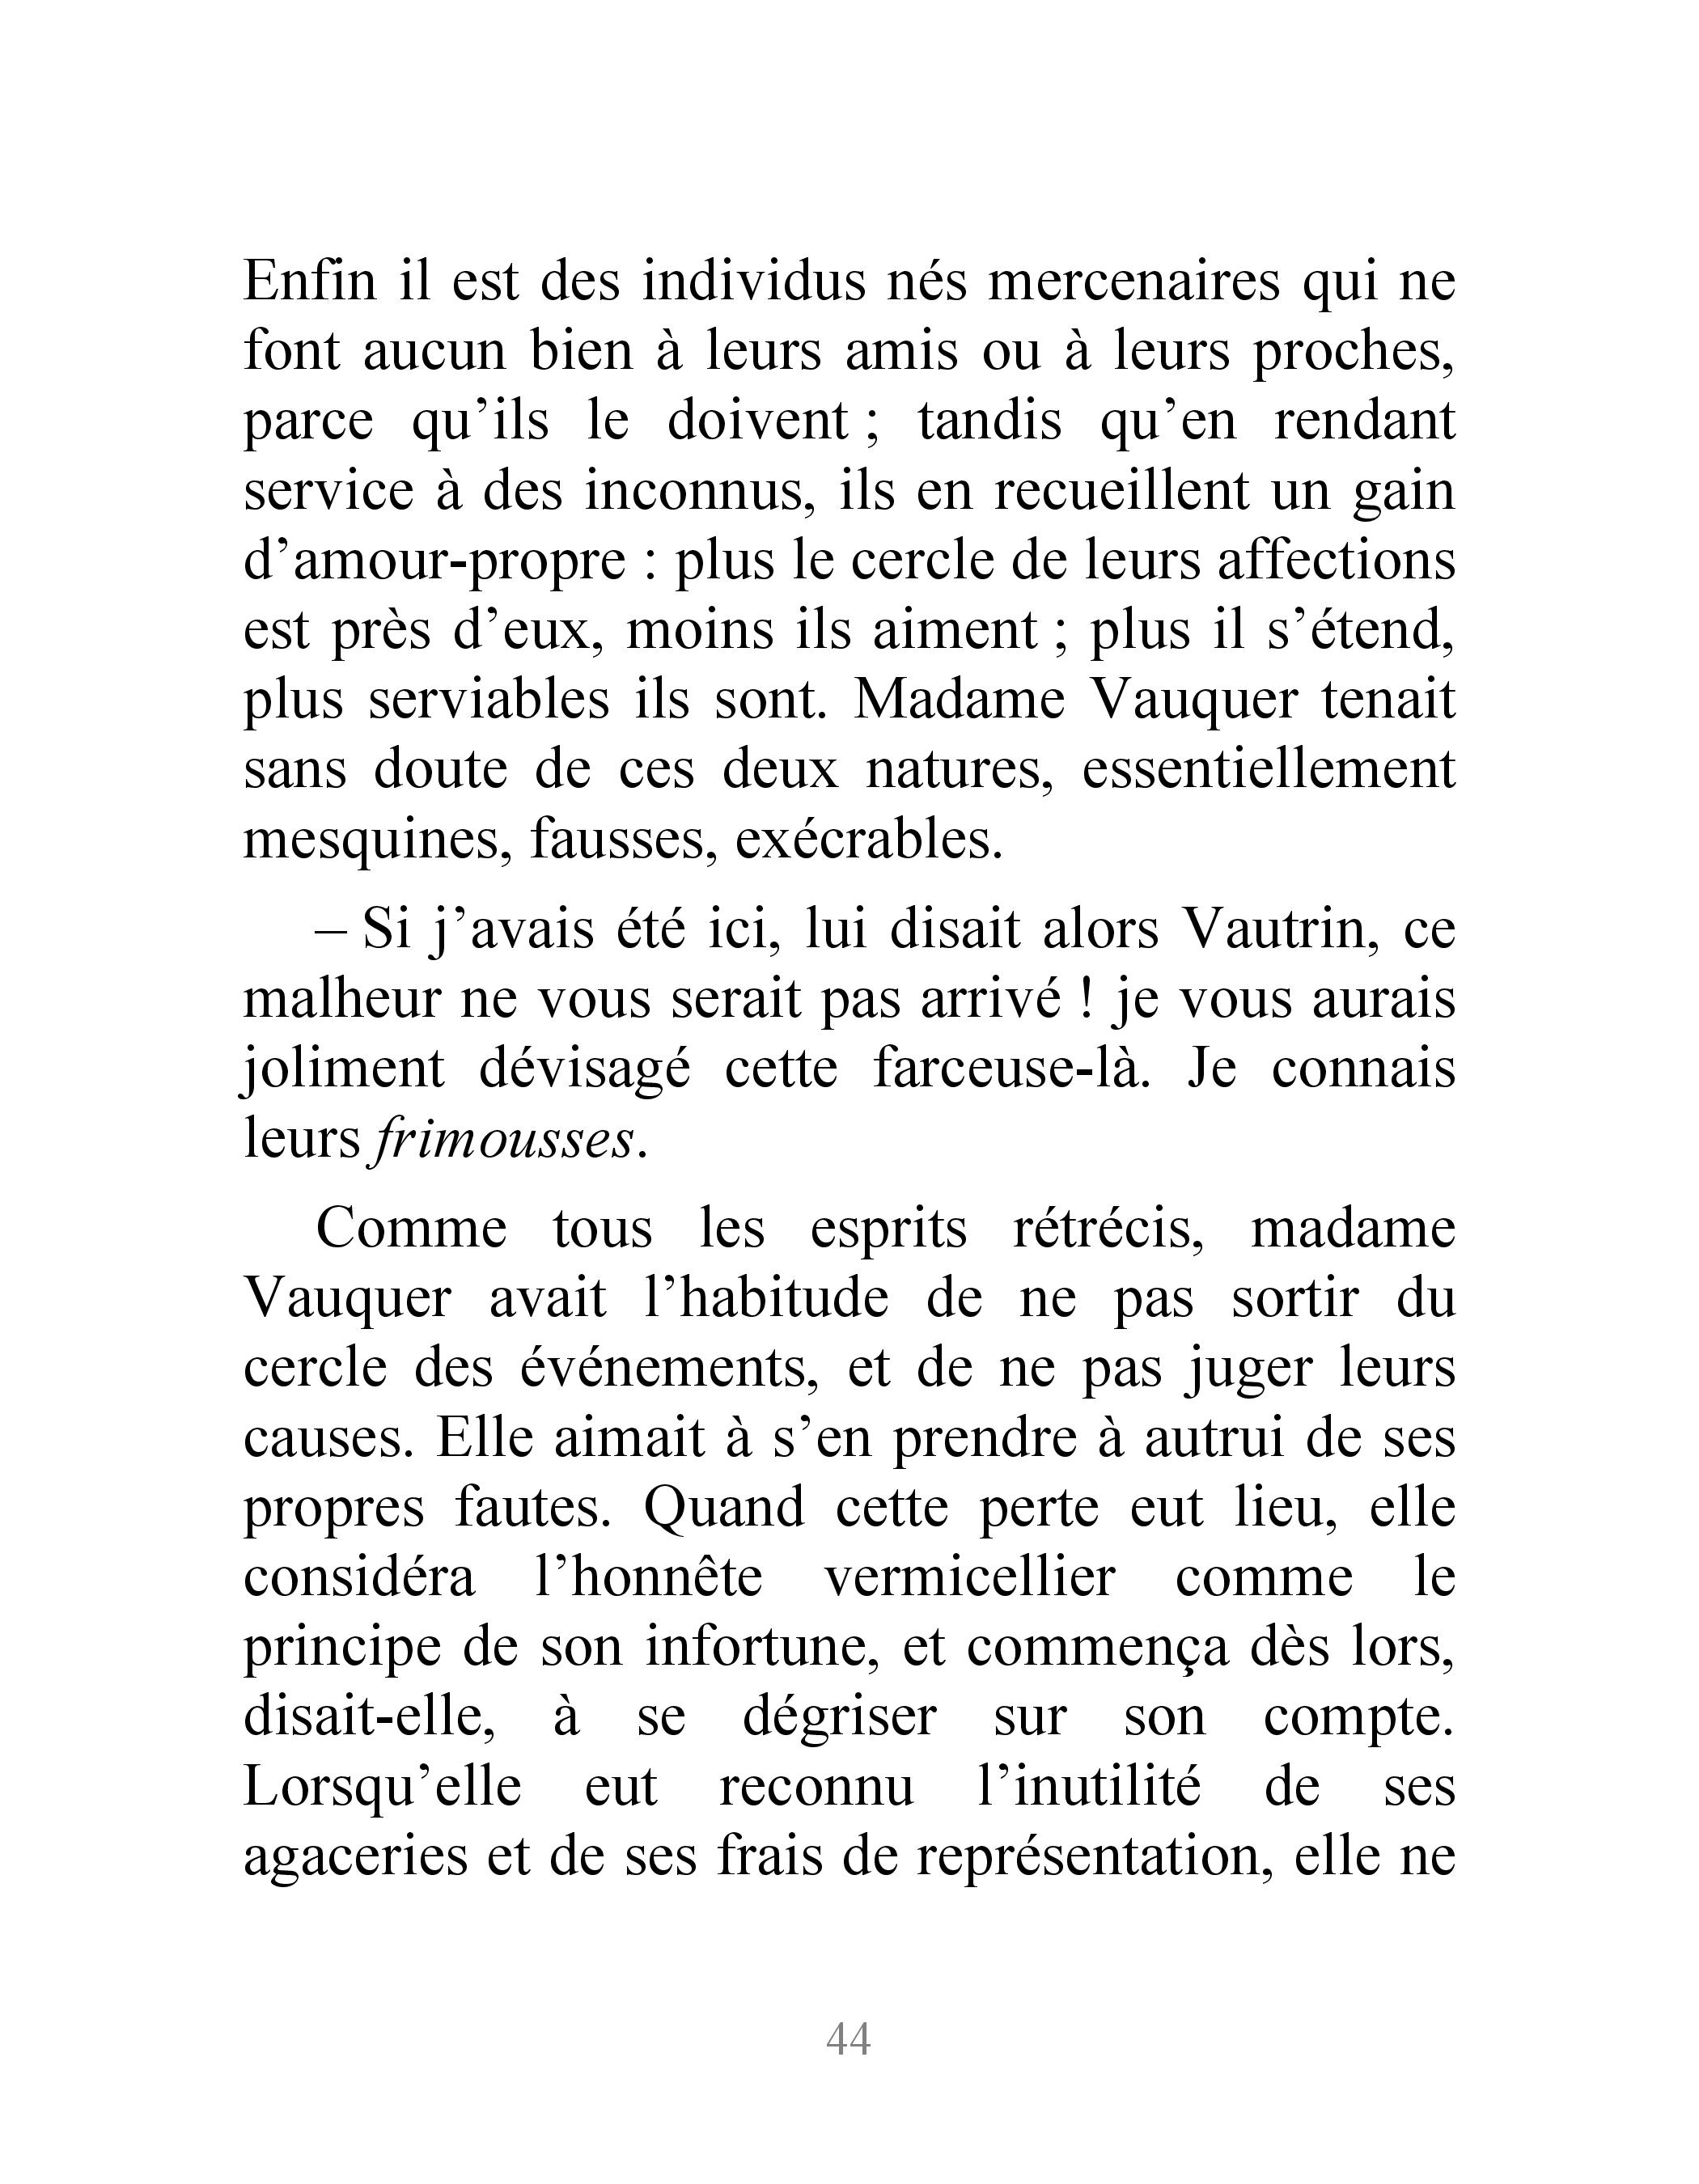 Enfin il est des individus nés mercenaires qui ne
font aucun bien à leurs amis ou à leurs proches,
parce qu’ils le doivent ; tandis qu’en rendant
service à des inconnus, ils en recueillent un gain
d’amour-propre : plus le cercle de leurs affections
est près d’eux, moins ils aiment ; plus il s’étend,
plus serviables ils sont. Madame Vauquer tenait
sans doute de ces deux natures, essentiellement
mesquines, fausses, exécrables.
– Si j’avais été ici, lui disait alors Vautrin, ce
malheur ne vous serait pas arrivé ! je vous aurais
joliment dévisagé cette farceuse-là. Je connais
leurs frimousses.
Comme tous les esprits rétrécis, madame
Vauquer avait l’habitude de ne pas sortir du
cercle des événements, et de ne pas juger leurs
causes. Elle aimait à s’en prendre à autrui de ses
propres fautes. Quand cette perte eut lieu, elle
considéra l’honnête vermicellier comme le
principe de son infortune, et commença dès lors,
disait-elle, à se dégriser sur son compte.
Lorsqu’elle eut reconnu l’inutilité de ses
agaceries et de ses frais de représentation, elle ne
44